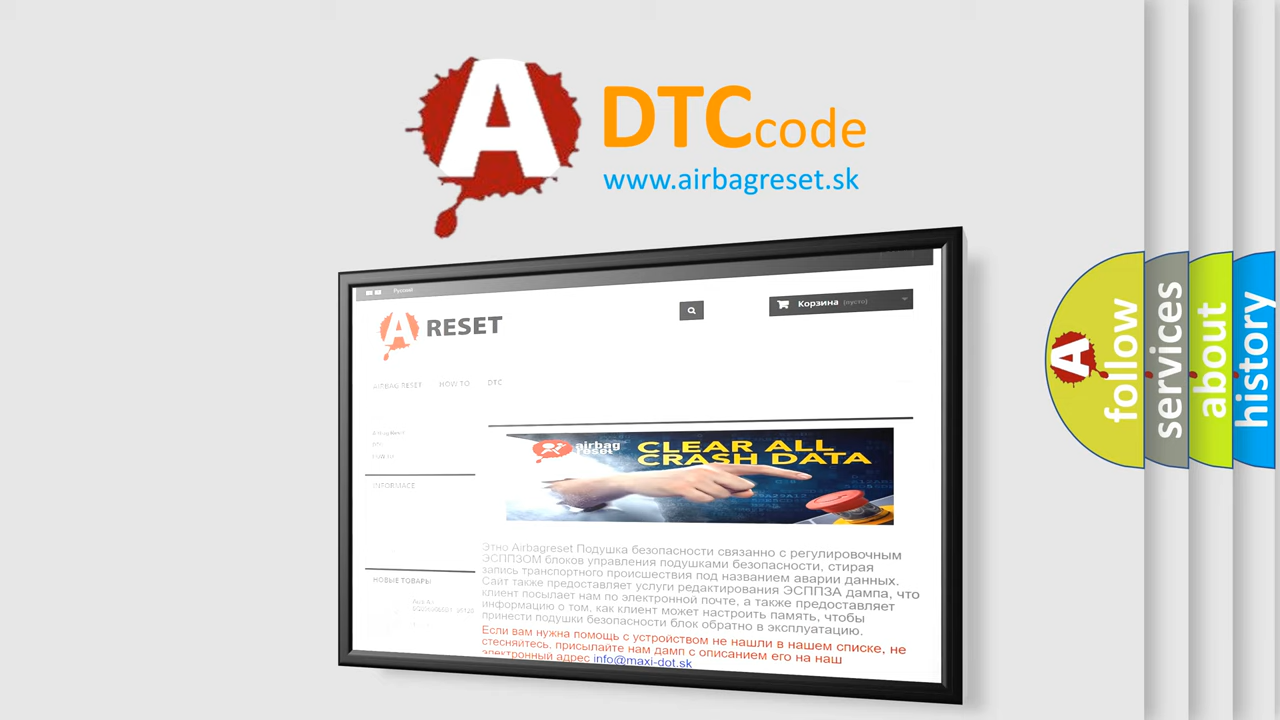 A DTCcode
www.airbagreset.sk
Русский
A RESET
Корзина (пусто)
AIRBAG RESET HOW TO DTC
INFORMACE
НОВЫЕ ТОВАРЫ
airbag
reset
CLEAR ALL
CRASH DATA
Этно Airbagreset Подушка безопасности связанно с регулировочным
ЭСППЗОМ блоков управления подушками безопасности, стирая
запись транспортного происшествия под названием аварии данных.
Сайт также предоставляет услуги редактирования ЭСППЗА дампа, что
клиент посылает нам по электронной почте, а также предоставляет
информацию о том, как клиент может настроить память, чтобы
принести подушки безопасности блок обратно в эксплуатацию.
Если вам нужна помощь с устройством не нашли в нашем списке, не
стесняйтесь, присылайте нам дамп с описанием его на наш
электронный адрес info@maxi-dot.sk
A follow
services
about
history